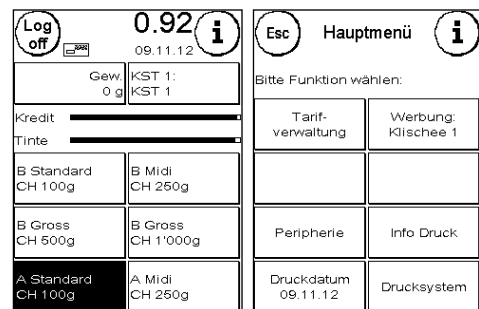 Log
off
0.92
i
09.11.12
Gew.
0 g
KST 1:
KST 1
Kredit
Tinte
B Standard
CH 100g
B Midi
CH 250g
B Gross
CH 500g
B Gross
CH 1'000g
A Standard
CH 100g
A Midi
CH 250g
Esc
Hauptmenü
i
Bitte Funktion wählen:
Tarif-
verwaltung
Werbung:
Klischee 1
Peripherie
Info Druck
Druckdatum
09.11.12
Drucksystem